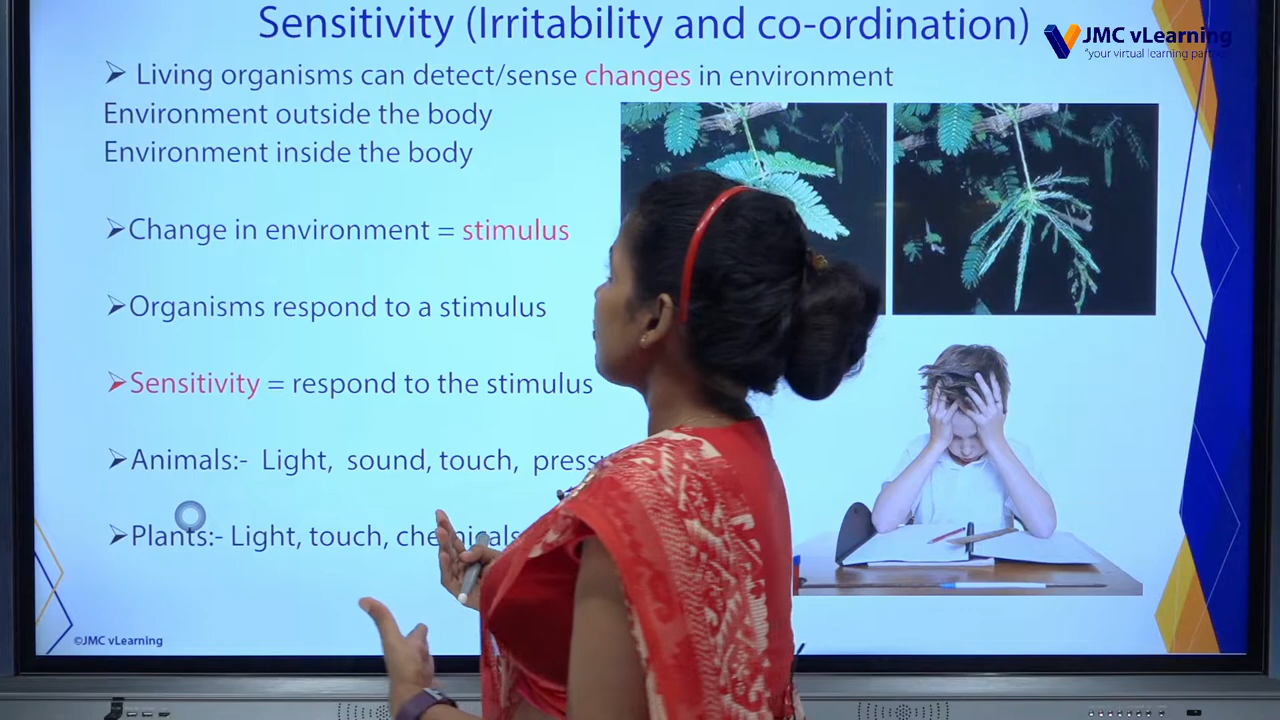 Sensitivity (Irritability and co-ordination)
JMC vLearning
"your virtual learning
➤ Living organisms can detect/sense changes in environment
Environment outside the body
Environment inside the body
➤Change in environment = stimulus
➤Organisms respond to a stimulus
➤Sensitivity = respond to the stimulus
➤Animals:- Light, sound, touch,
➤Plants:- Light, touch, chemicals
©JMC vLearning